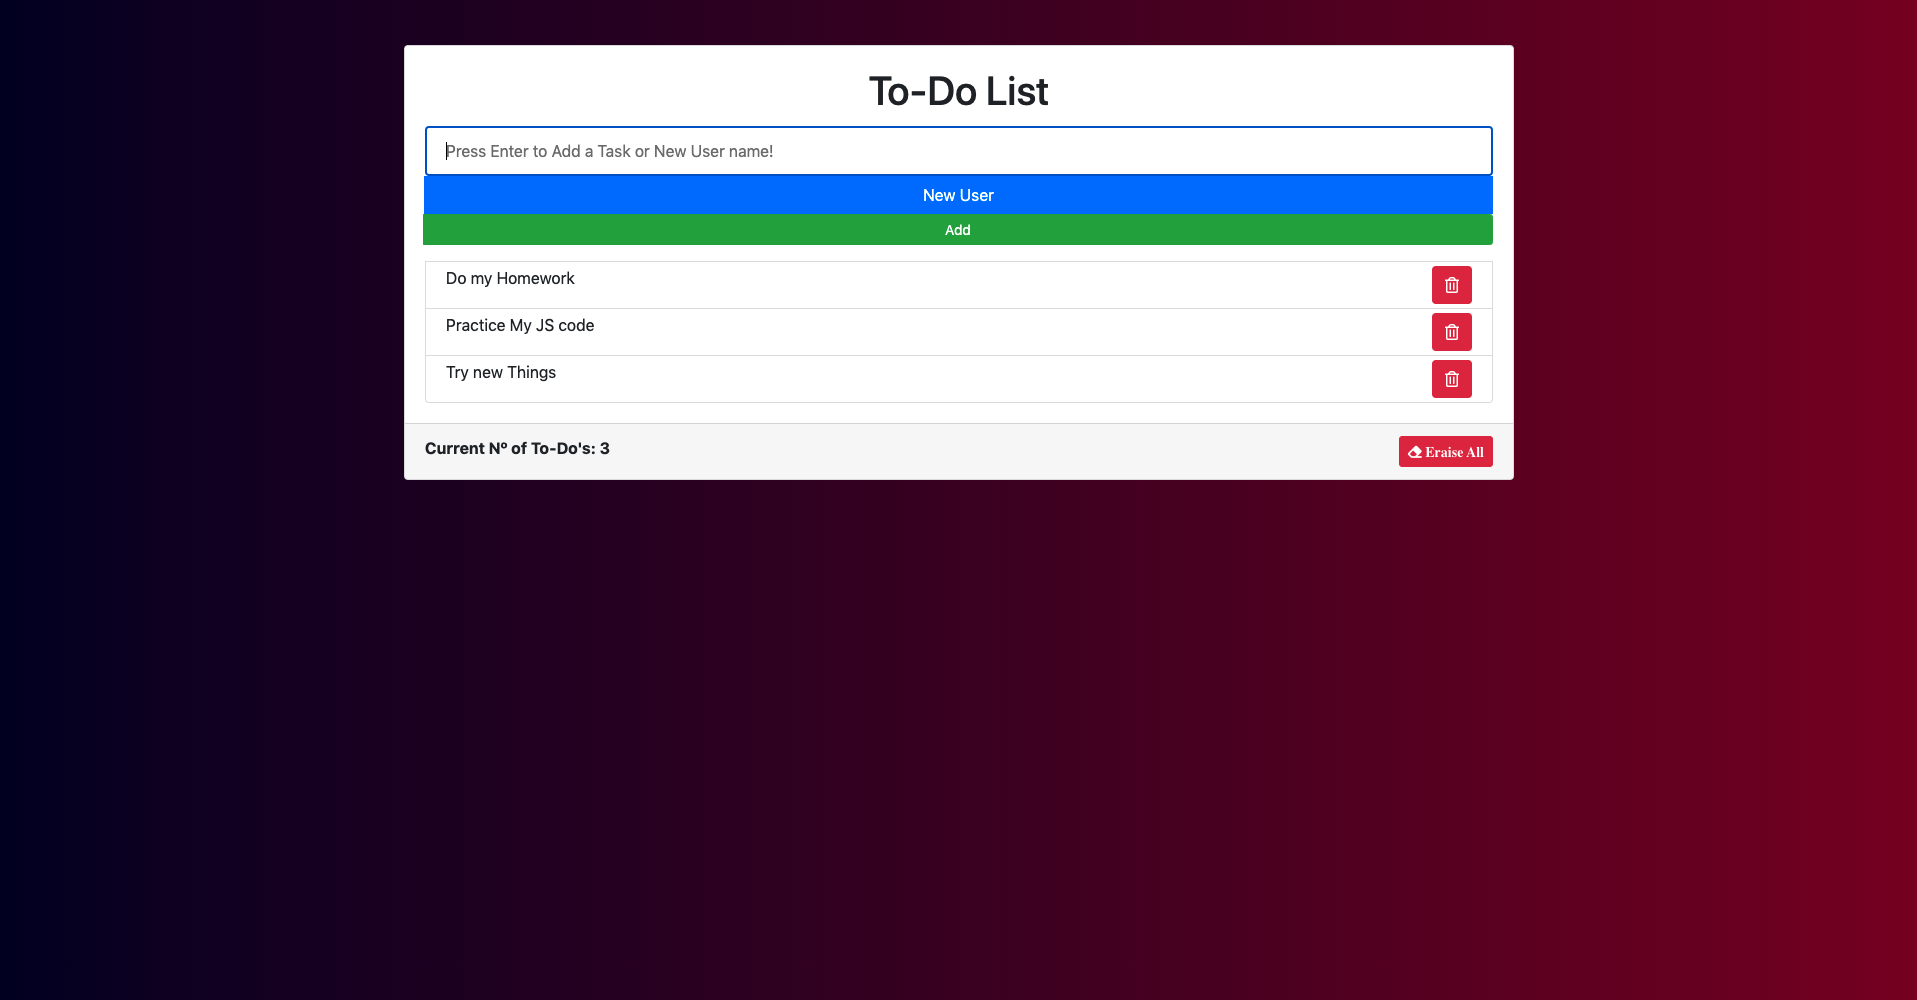 To-Do List
Press Enter to Add a Task or New User name!
New User
Add
Do my Homework
Practice My JS code
Try new Things
Current Nº of To-Do's: 3
Eraise All